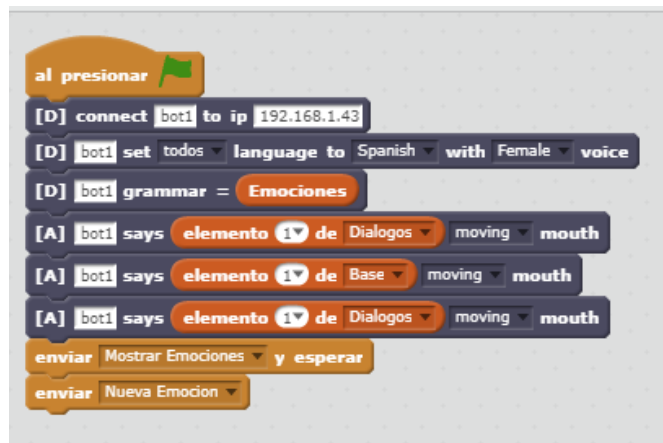 al presionar
[D] connect bot1 to ip 192.168.1.43
[D] bot1 set todos language to Spanish with Female voice
[D] bot1 grammar = Emociones
[A] bot1 says elemento 1 de Dialogos moving mouth
[A] bot1 says elemento 1 de Base moving mouth
[A] bot1 says elemento 1 de Dialogos moving mouth
enviar Mostrar Emociones y esperar
enviar Nueva Emocion